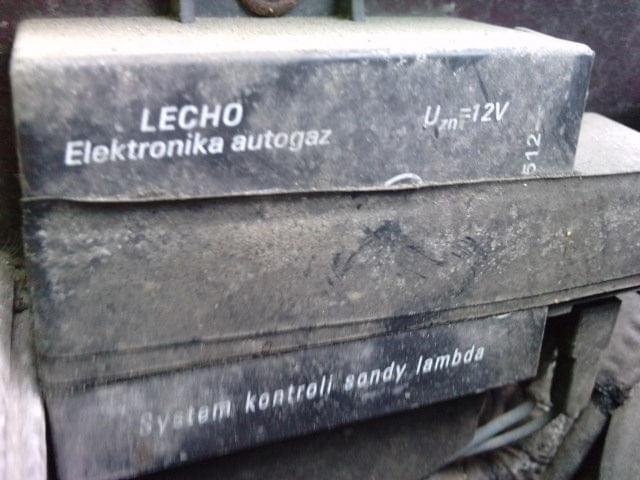 LECHO
Elektronika autogaz
Uzn=12V
512
System kontroli sondy lambda